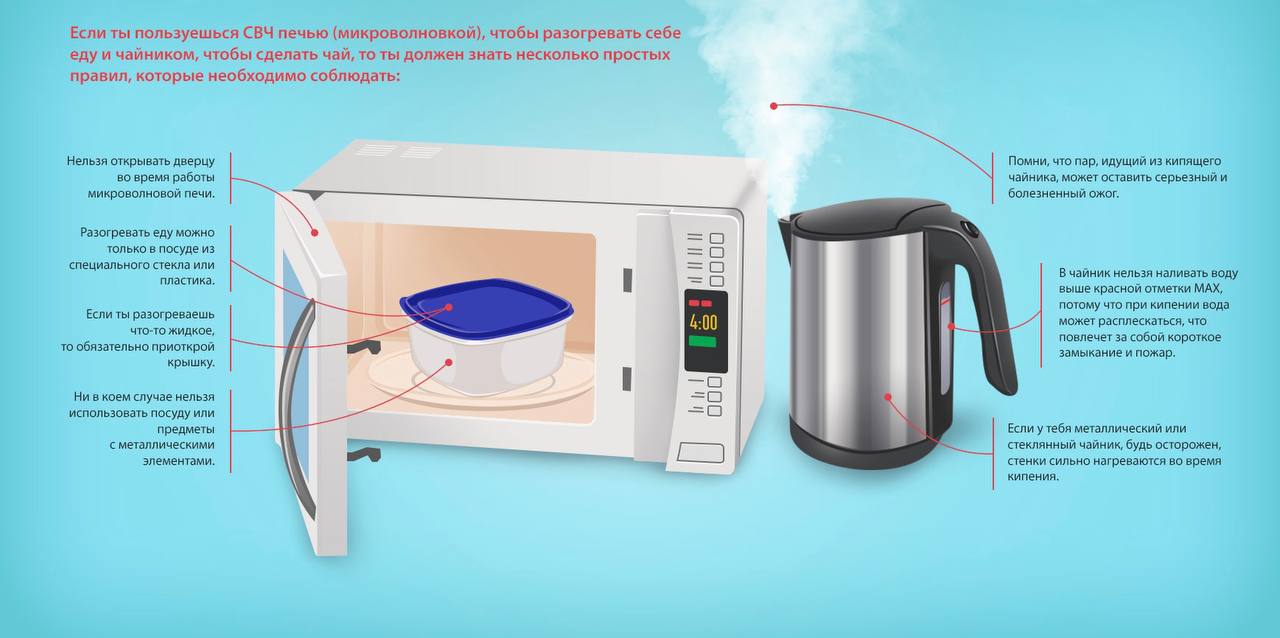 Если ты пользуешься СВЧ печью (микроволновкой), чтобы разогревать себе
еду и чайником, чтобы сделать чай, то ты должен знать несколько простых
правил, которые необходимо соблюдать:
Нельзя открывать дверцу
во время работы
микроволновой печи.
Разогревать еду можно
только в посуде из
специального стекла или
пластика.
Если ты разогреваешь
что-то жидкое,
то обязательно приоткрой
крышку.
Ни в коем случае нельзя
использовать посуду или
предметы
с металлическими
элементами.
4:00
Помни, что пар, идущий из кипящего
чайника, может оставить серьезный и
болезненный ожог.
В чайник нельзя наливать воду
выше красной отметки MAX,
потому что при кипении вода
может расплескаться, что
повлечет за собой короткое
замыкание и пожар.
Если у тебя металлический или
стеклянный чайник, будь осторожен,
стенки сильно нагреваются во время
кипения.